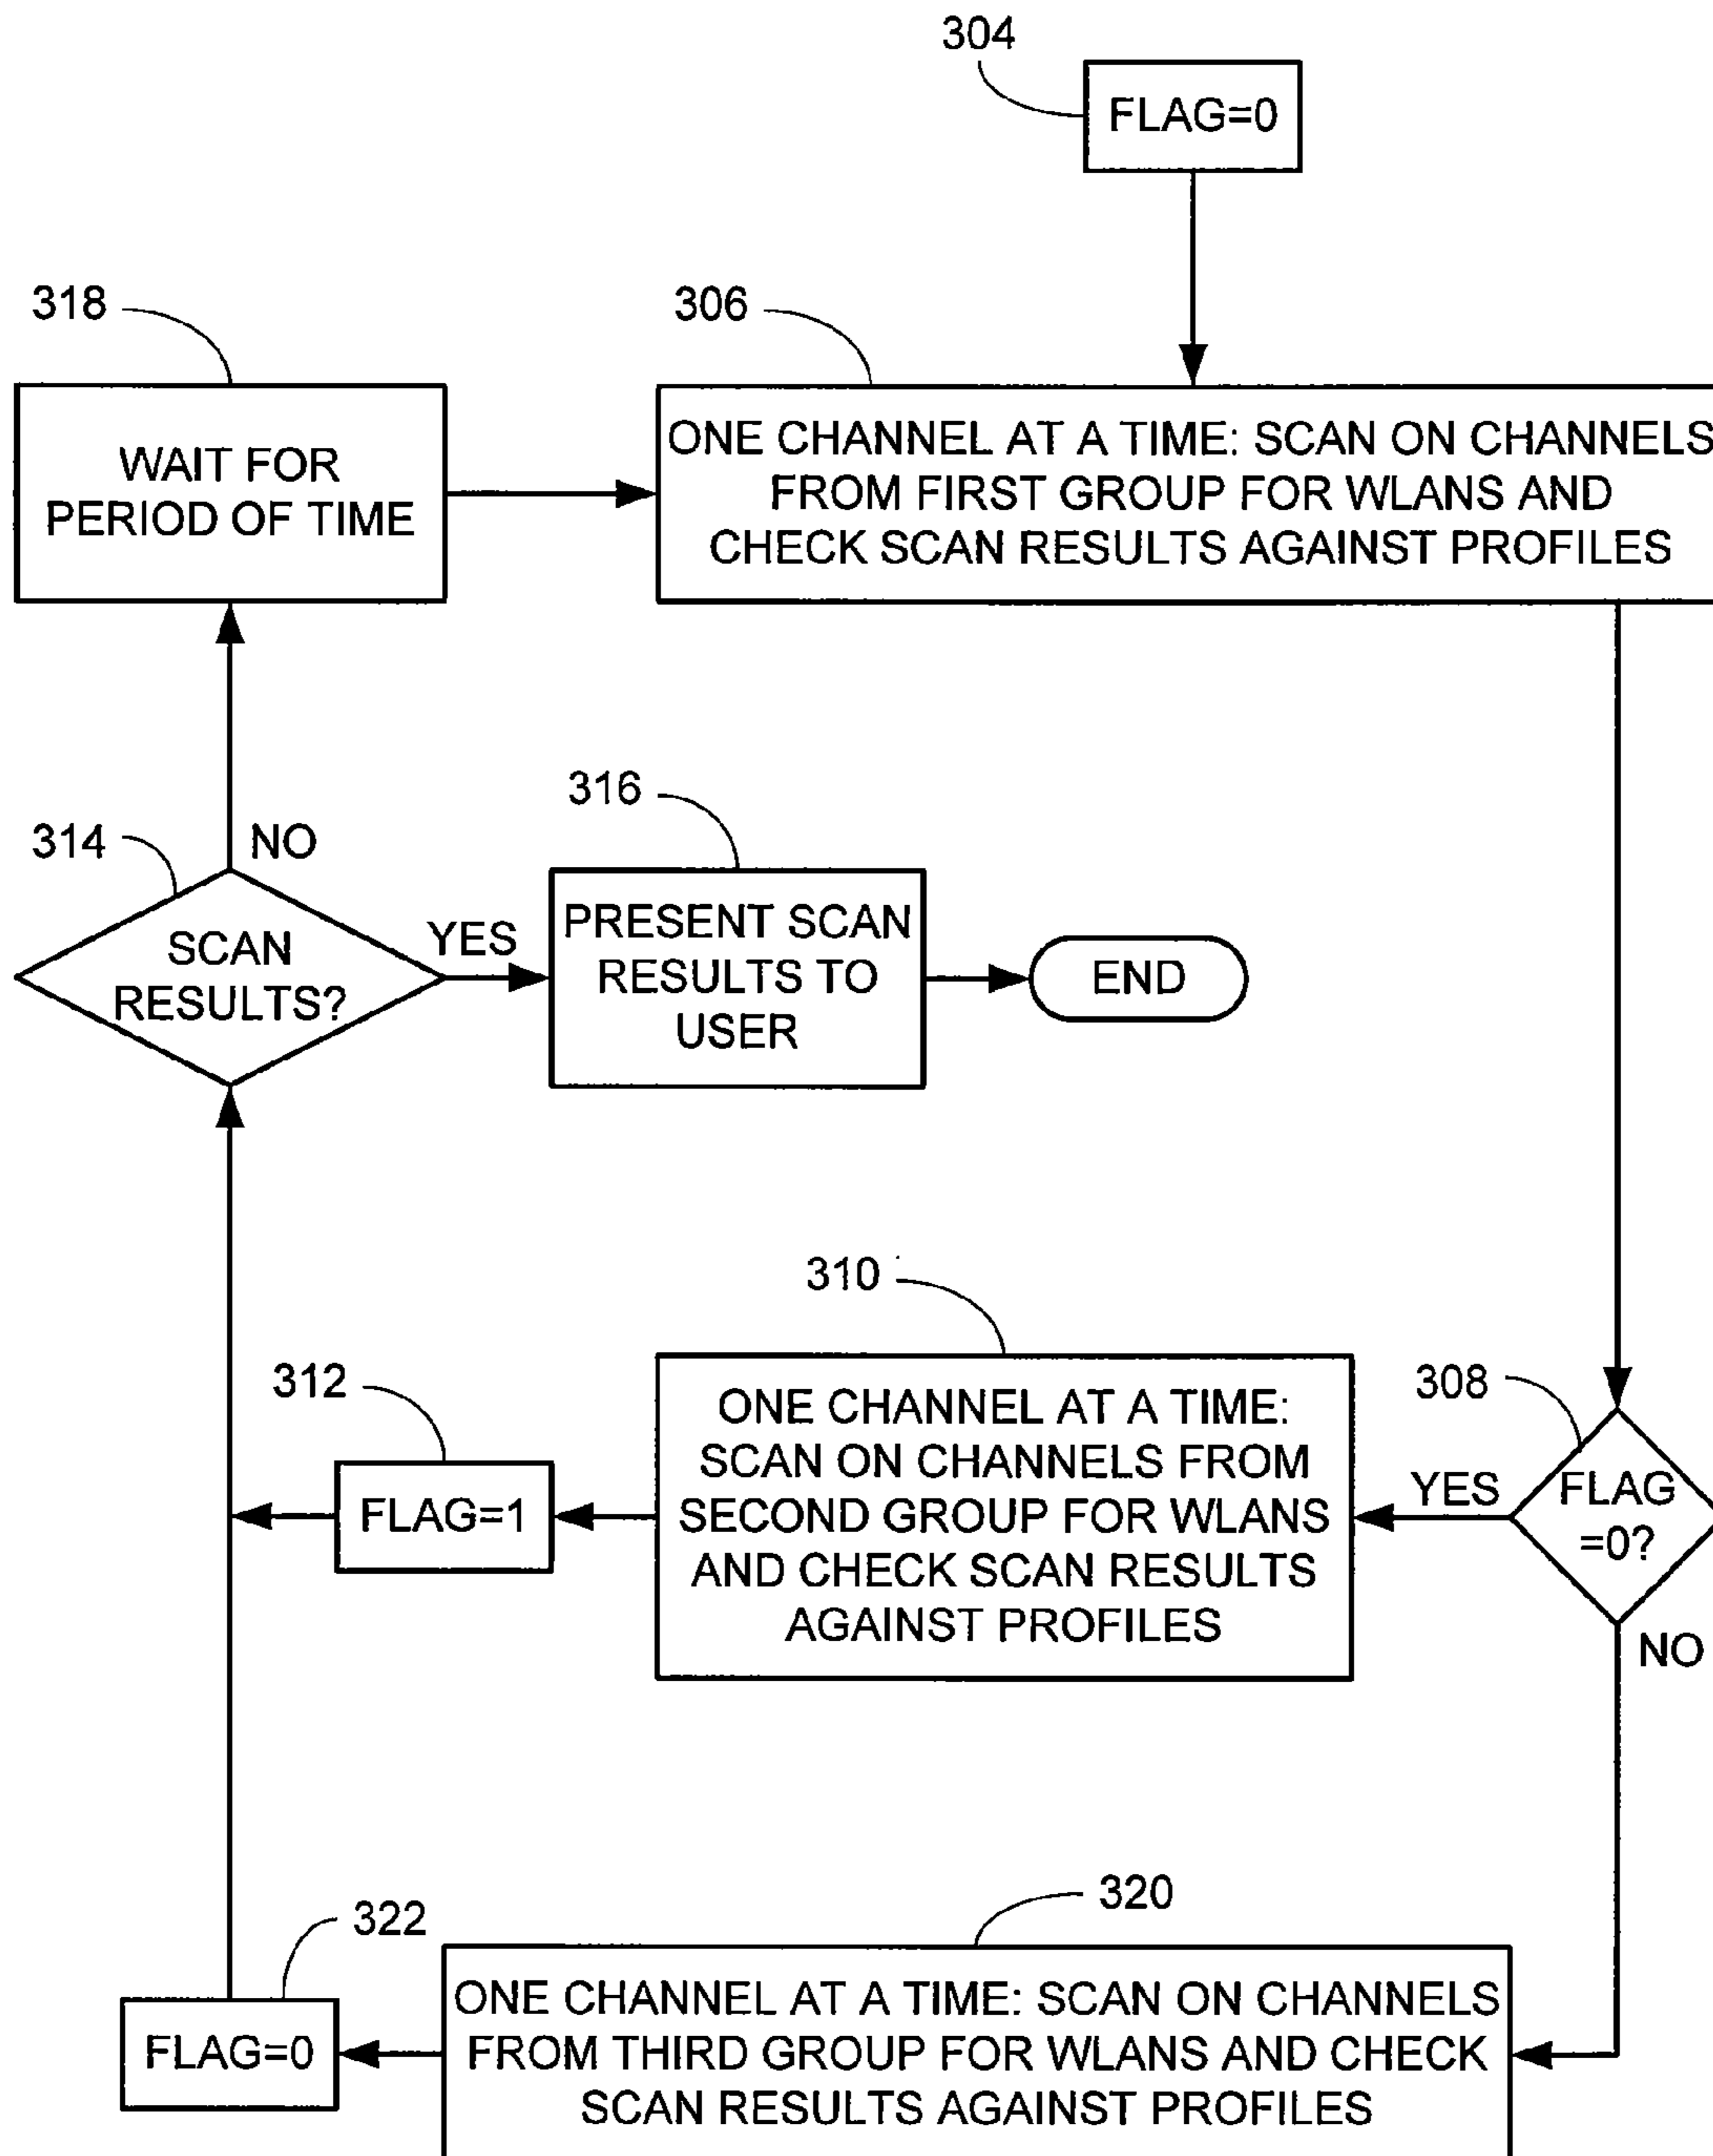 304
FLAG=0
318
306
WAIT FOR
PERIOD OF TIME
ONE CHANNEL AT A TIME: SCAN ON CHANNELS
FROM FIRST GROUP FOR WLANS AND
CHECK SCAN RESULTS AGAINST PROFILES
314
NO
316
SCAN
RESULTS?
YES
PRESENT SCAN
RESULTS TO
USER
END
310
312
308
ONE CHANNEL AT A TIME:
SCAN ON CHANNELS FROM
SECOND GROUP FOR WLANS
AND CHECK SCAN RESULTS
AGAINST PROFILES
FLAG=1
YES
FLAG
=0?
NO
320
322
FLAG=0
ONE CHANNEL AT A TIME: SCAN ON CHANNELS
FROM THIRD GROUP FOR WLANS AND CHECK
SCAN RESULTS AGAINST PROFILES